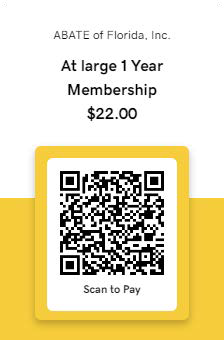 ABATE of Florida, Inc.
At large 1 Year
Membership
$22.00
Scan to Pay